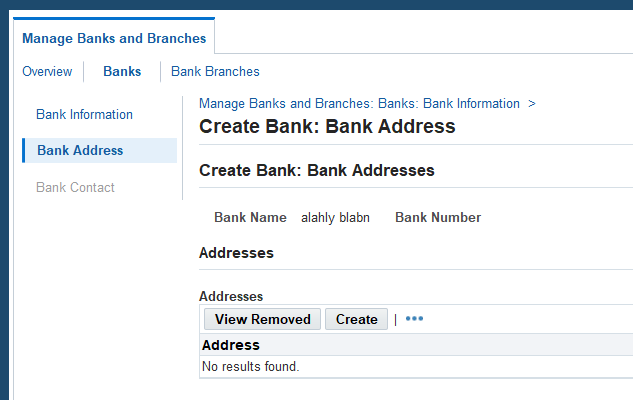 Manage Banks and Branches
Overview Banks Bank Branches
Bank Information
Bank Address
Bank Contact
Manage Banks and Branches: Banks: Bank Information >
Create Bank: Bank Address
Create Bank: Bank Addresses
Bank Name alahly blabn Bank Number
Addresses
Addresses
View Removed Create | •••
Address
No results found.